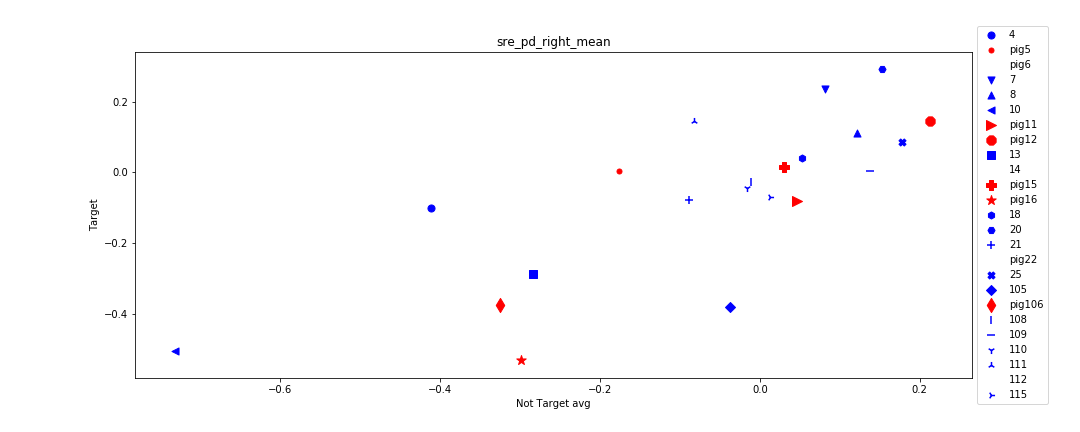 sre_pd_right_mean
Target
0.2
0.0
−0.2
−0.4
−0.6
−0.4
−0.2
0.0
0.2
Not Target avg
4
pig5
pig6
7
8
10
pig11
pig12
13
14
pig15
pig16
18
20
21
pig22
25
105
pig106
108
109
110
111
112
115